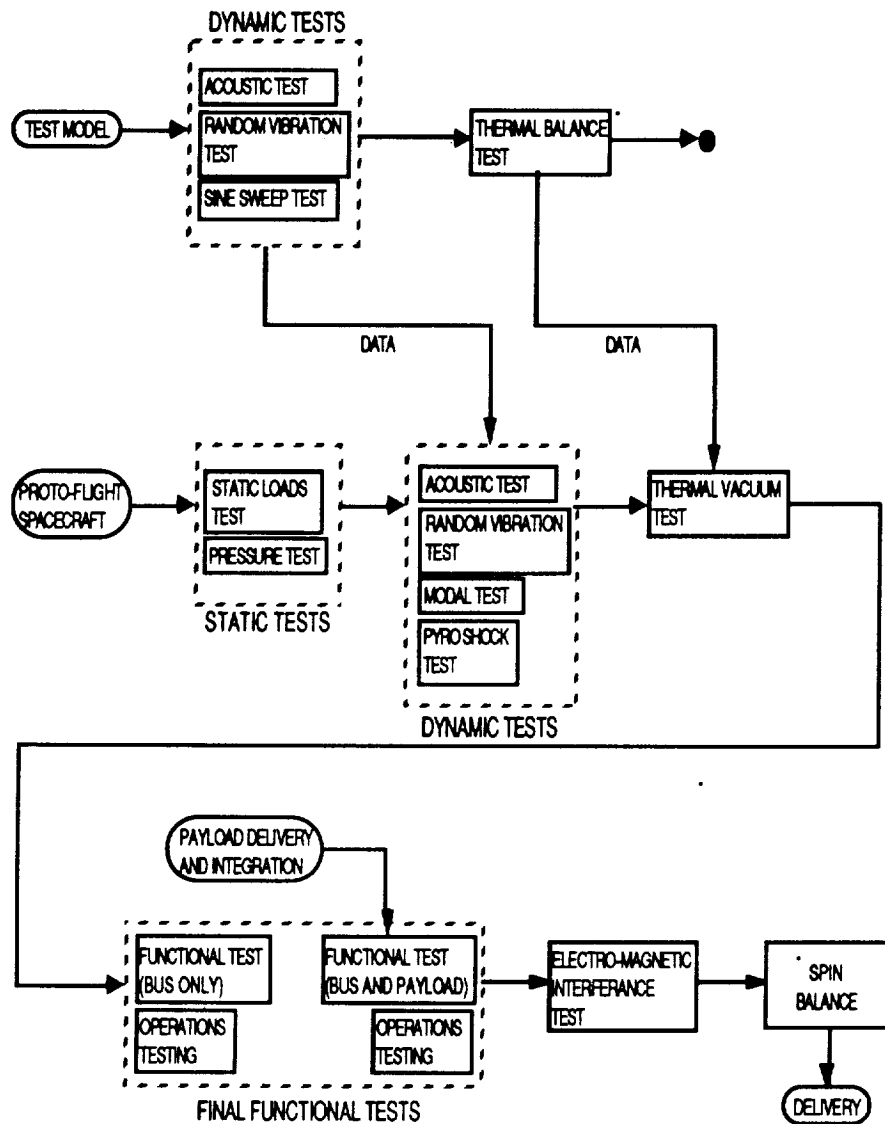 DYNAMIC TESTS
ACOUSTIC TEST
TEST MODEL
RANDOM VIBRATION
TEST
SINE SWEEP TEST
THERMAL BALANCE
TEST
DATA
DATA
PROTO-FLIGHT
SPACECRAFT
STATIC LOADS
TEST
PRESSURE TEST
STATIC TESTS
ACOUSTIC TEST
RANDOM VIBRATION
TEST
MODAL TEST
PYRO SHOCK
TEST
DYNAMIC TESTS
THERMAL VACUUM
TEST
PAYLOAD DELIVERY
AND INTEGRATION
FUNCTIONAL TEST
(BUS ONLY)
OPERATIONS
TESTING
FUNCTIONAL TEST
(BUS AND PAYLOAD)
OPERATIONS
TESTING
FINAL FUNCTIONAL TESTS
ELECTRO-MAGNETIC
INTERFERANCE
TEST
SPIN
BALANCE
DELIVERY